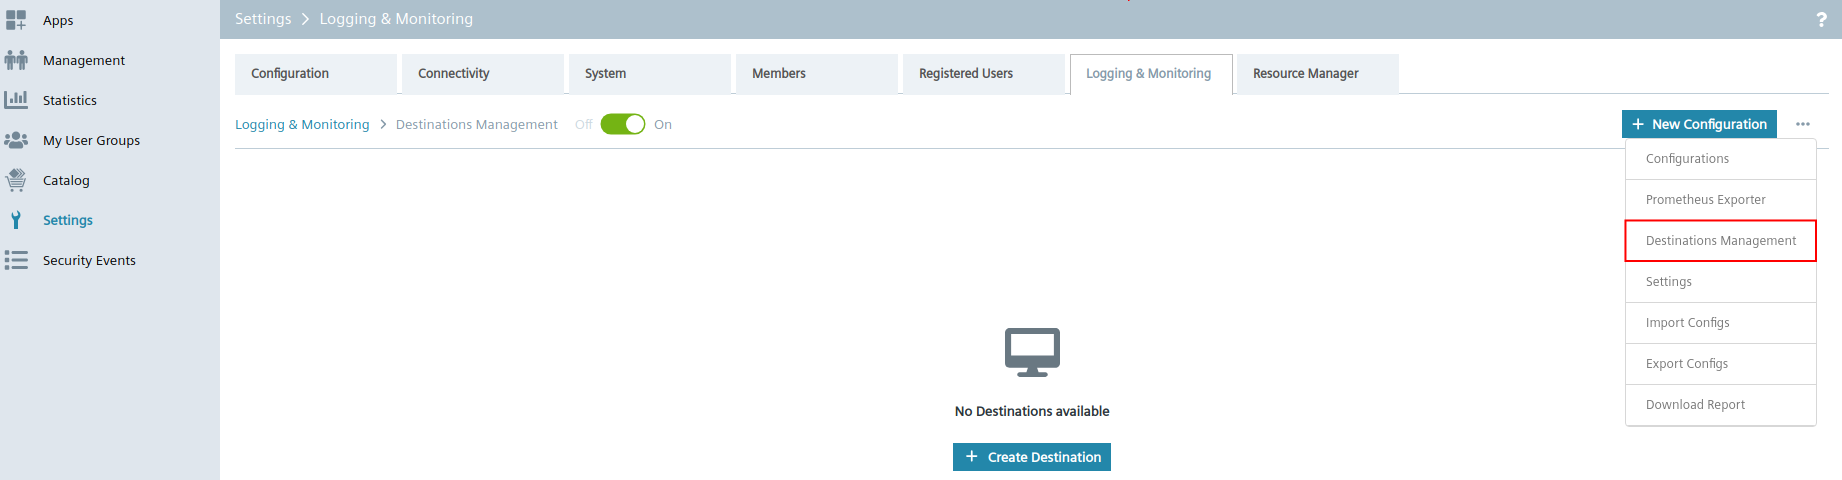 Apps
Management
Statistics
My User Groups
Catalog
Settings
Security Events
Settings > Logging & Monitoring
?
Configuration
Connectivity
System
Members
Registered Users
Logging & Monitoring
Resource Manager
Logging & Monitoring > Destinations Management Off On
+ New Configuration
Configurations
Prometheus Exporter
Destinations Management
Settings
Import Configs
Export Configs
Download Report
No Destinations available
+ Create Destination